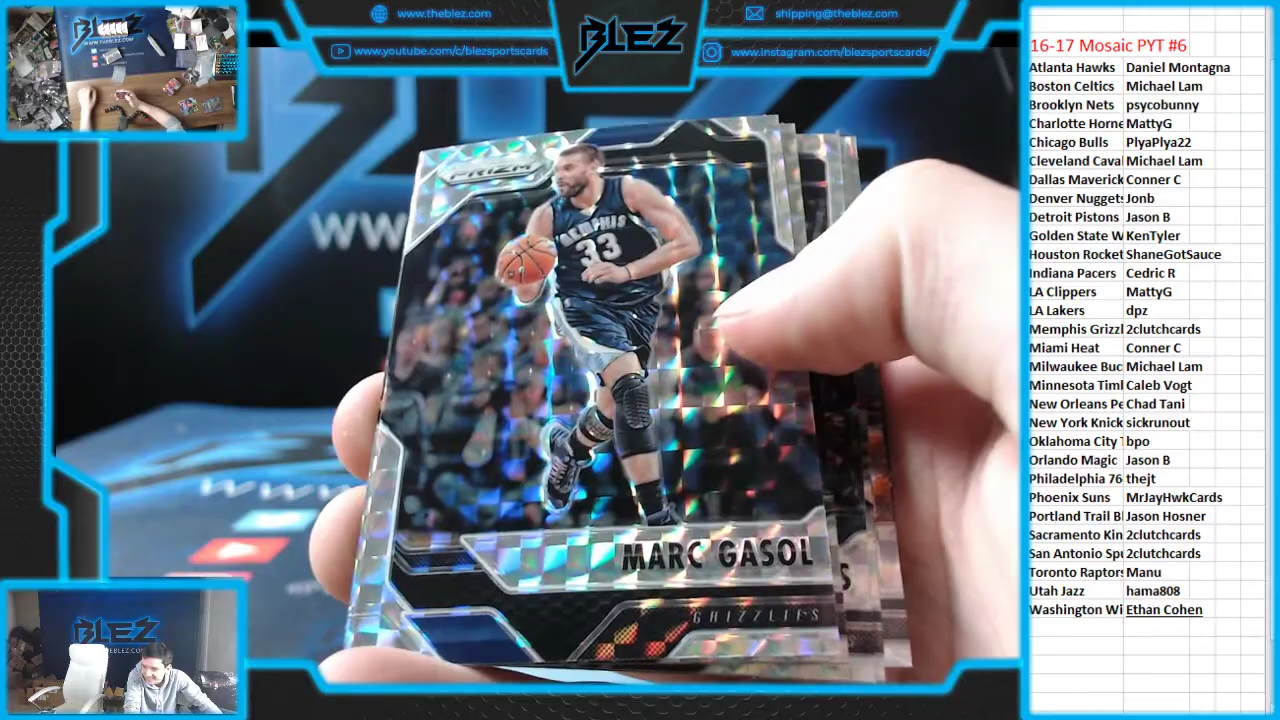 www.theblez.com
www.youtube.com/c/blezsportscards
BLEZ
shipping@theblez.com
www.instagram.com/blezsportscards/
PRIZM
MEMPHIS
33
MARC GASOL
GRIZZLIES
BLEZ
16-17 Mosaic PYT #6
Atlanta Hawks Daniel Montagna
Boston Celtics Michael Lam
Brooklyn Nets psycobunny
Charlotte Horne MattyG
Chicago Bulls PlyaPlya22
Cleveland Caval Michael Lam
Dallas Maverick Conner C
Denver Nuggets Jonb
Detroit Pistons Jason B
Golden State W KenTyler
Houston Rocket ShaneGotSauce
Indiana Pacers Cedric R
LA Clippers MattyG
LA Lakers dpz
Memphis Grizzl 2clutchcards
Miami Heat Conner C
Milwaukee Buc Michael Lam
Minnesota Timl Caleb Vogt
New Orleans Pe Chad Tani
New York Knick sickrunout
Oklahoma City T bpo
Orlando Magic Jason B
Philadelphia 76 thejt
Phoenix Suns MrJayHwkCards
Portland Trail Bl Jason Hosner
Sacramento Kin 2clutchcards
San Antonio Spu 2clutchcards
Toronto Raptors Manu
Utah Jazz hama808
Washington Wi Ethan Cohen